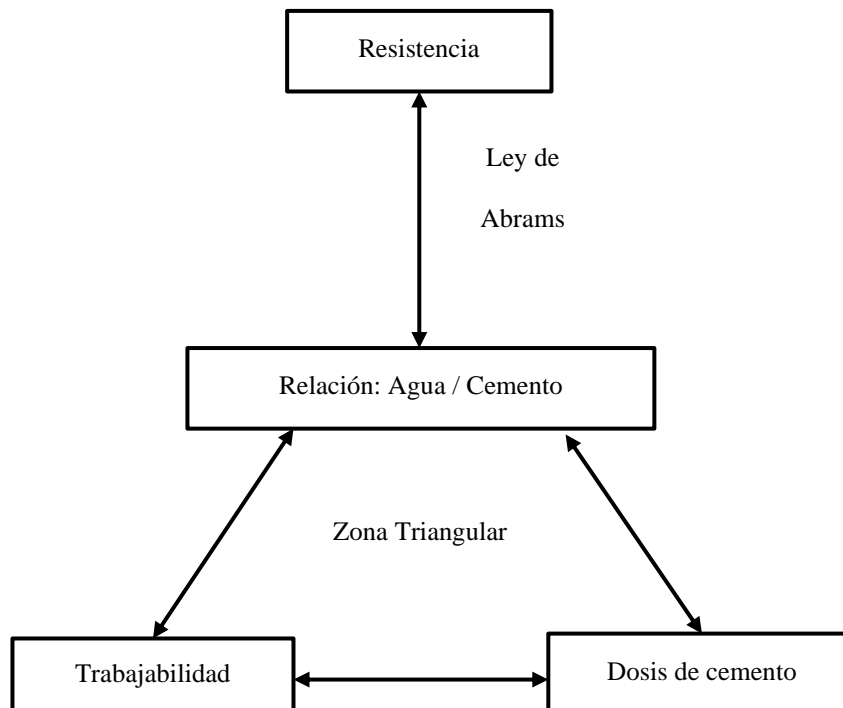 Resistencia
Ley de
Abrams
Relación: Agua / Cemento
Zona Triangular
Trabajabilidad
Dosis de cemento